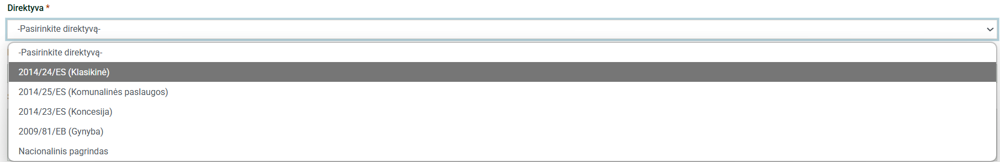 Direktyva *
-Pasirinkite direktyvą-
-Pasirinkite direktyvą-
2014/24/ES (Klasikinė)
2014/25/ES (Komunalinės paslaugos)
2014/23/ES (Koncesija)
2009/81/EB (Gynyba)
Nacionalinis pagrindas